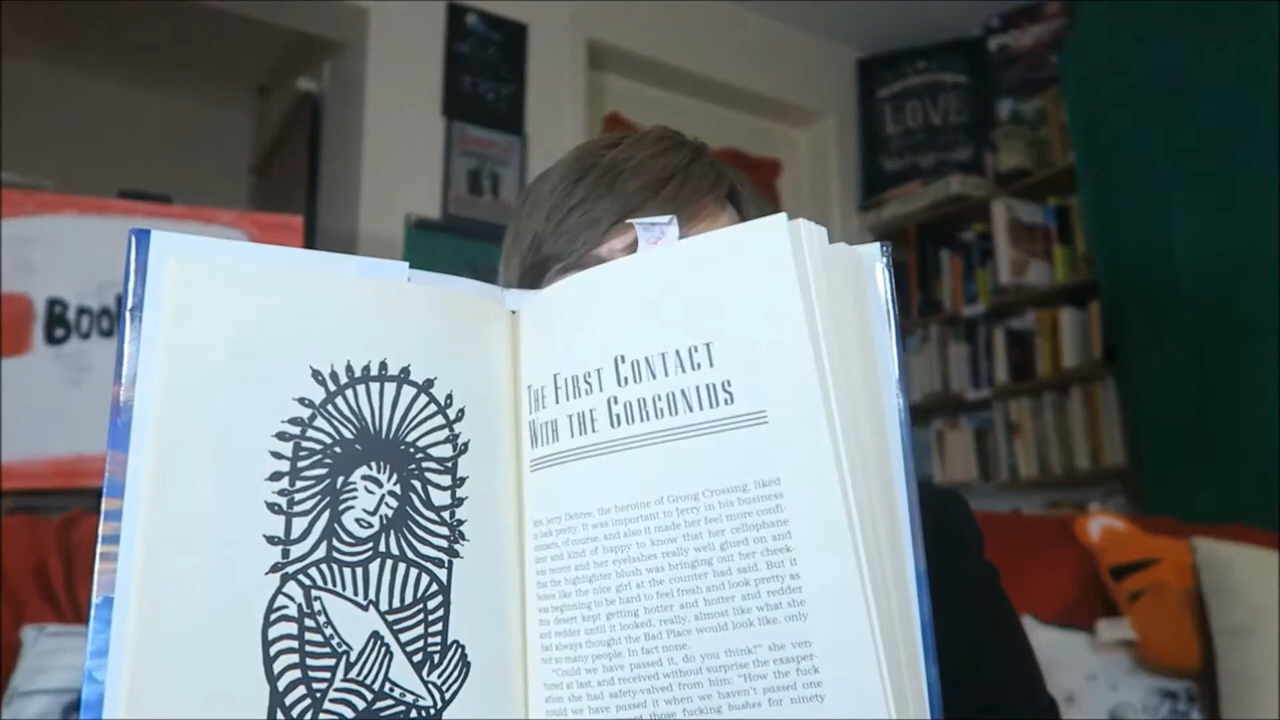 LOVE
Boo
THE FIRST CONTACT
WITH THE GORGONIDS
Mrs. Jerry Debree, the heroine of Grong Crossing, liked
to look pretty. It was important to Jerry in his business
contacts, of course, and also it made her feel more confi-
dent and kind of happy to know that her cellophane
was recent and her eyelashes really well glued on and
that the highlighter blush was bringing out her cheek-
bones like the nice girl at the counter had said. But it
was beginning to be hard to feel fresh and look pretty as
this desert kept getting hotter and hotter and redder
and redder until it looked, really, almost like what she
had always thought the Bad Place would look like, only
not so many people. In fact none.
"Could we have passed it, do you think?" she ven-
tured at last, and received without surprise the exasper-
ation she had safety-valved from him: "How the fuck
could we have passed it when we haven't passed one
those fucking bushes for ninety